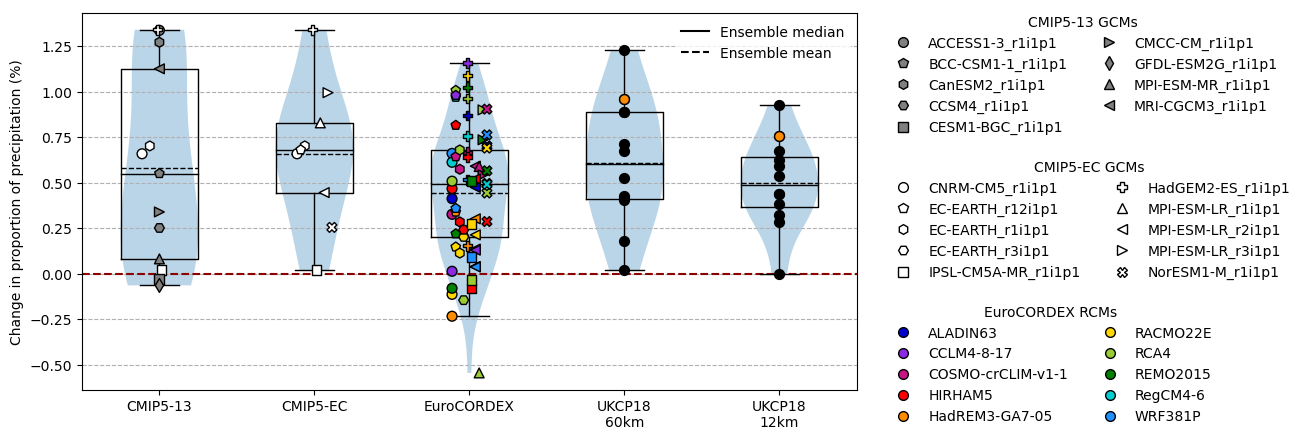 Change in proportion of precipitation (%)
1.25
1.00
0.75
0.50
0.25
0.00
−0.25
−0.50
Ensemble median
Ensemble mean
CMIP5-13
CMIP5-EC
EuroCORDEX
UKCP18
60km
UKCP18
12km
CMIP5-13 GCMs
ACCESS1-3_r1i1p1
BCC-CSM1-1_r1i1p1
CanESM2_r1i1p1
CCSM4_r1i1p1
CESM1-BGC_r1i1p1
CMCC-CM_r1i1p1
GFDL-ESM2G_r1i1p1
MPI-ESM-MR_r1i1p1
MRI-CGCM3_r1i1p1
CMIP5-EC GCMs
CNRM-CM5_r1i1p1
EC-EARTH_r12i1p1
EC-EARTH_r1i1p1
EC-EARTH_r3i1p1
IPSL-CM5A-MR_r1i1p1
HadGEM2-ES_r1i1p1
MPI-ESM-LR_r1i1p1
MPI-ESM-LR_r2i1p1
MPI-ESM-LR_r3i1p1
NorESM1-M_r1i1p1
EuroCORDEX RCMs
ALADIN63
CCLM4-8-17
COSMO-crCLIM-v1-1
HIRHAM5
HadREM3-GA7-05
RACMO22E
RCA4
REMO2015
RegCM4-6
WRF381P